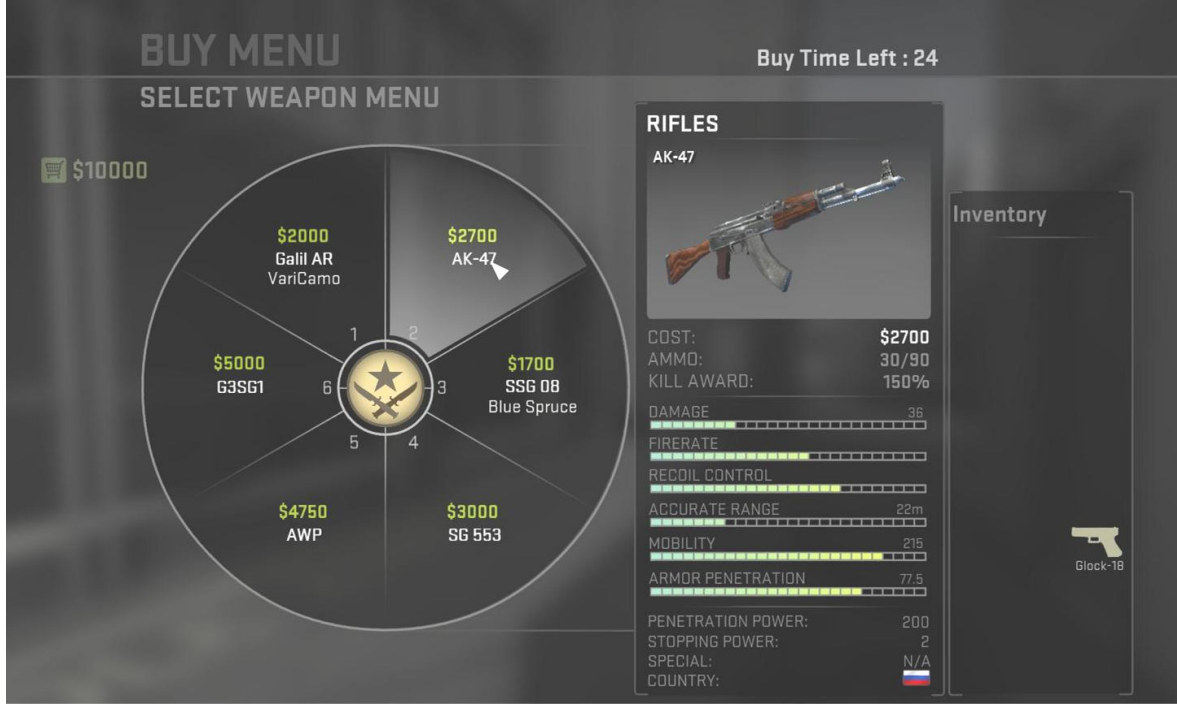 BUY MENU
Buy Time Left : 24
SELECT WEAPON MENU
$10000
$2000
Galil AR
VariCamo
$2700
AK-47
$5000
G3SG1
$1700
SSG 08
Blue Spruce
$4750
AWP
$3000
SG 553
1
2
3
4
5
6
RIFLES
AK-47
COST: $2700
AMMO: 30/90
KILL AWARD: 150%
DAMAGE 36
FIRERATE
RECOIL CONTROL
ACCURATE RANGE 22m
MOBILITY 215
ARMOR PENETRATION 77.5
PENETRATION POWER: 200
STOPPING POWER: 2
SPECIAL: N/A
COUNTRY:
Inventory
Glock-18